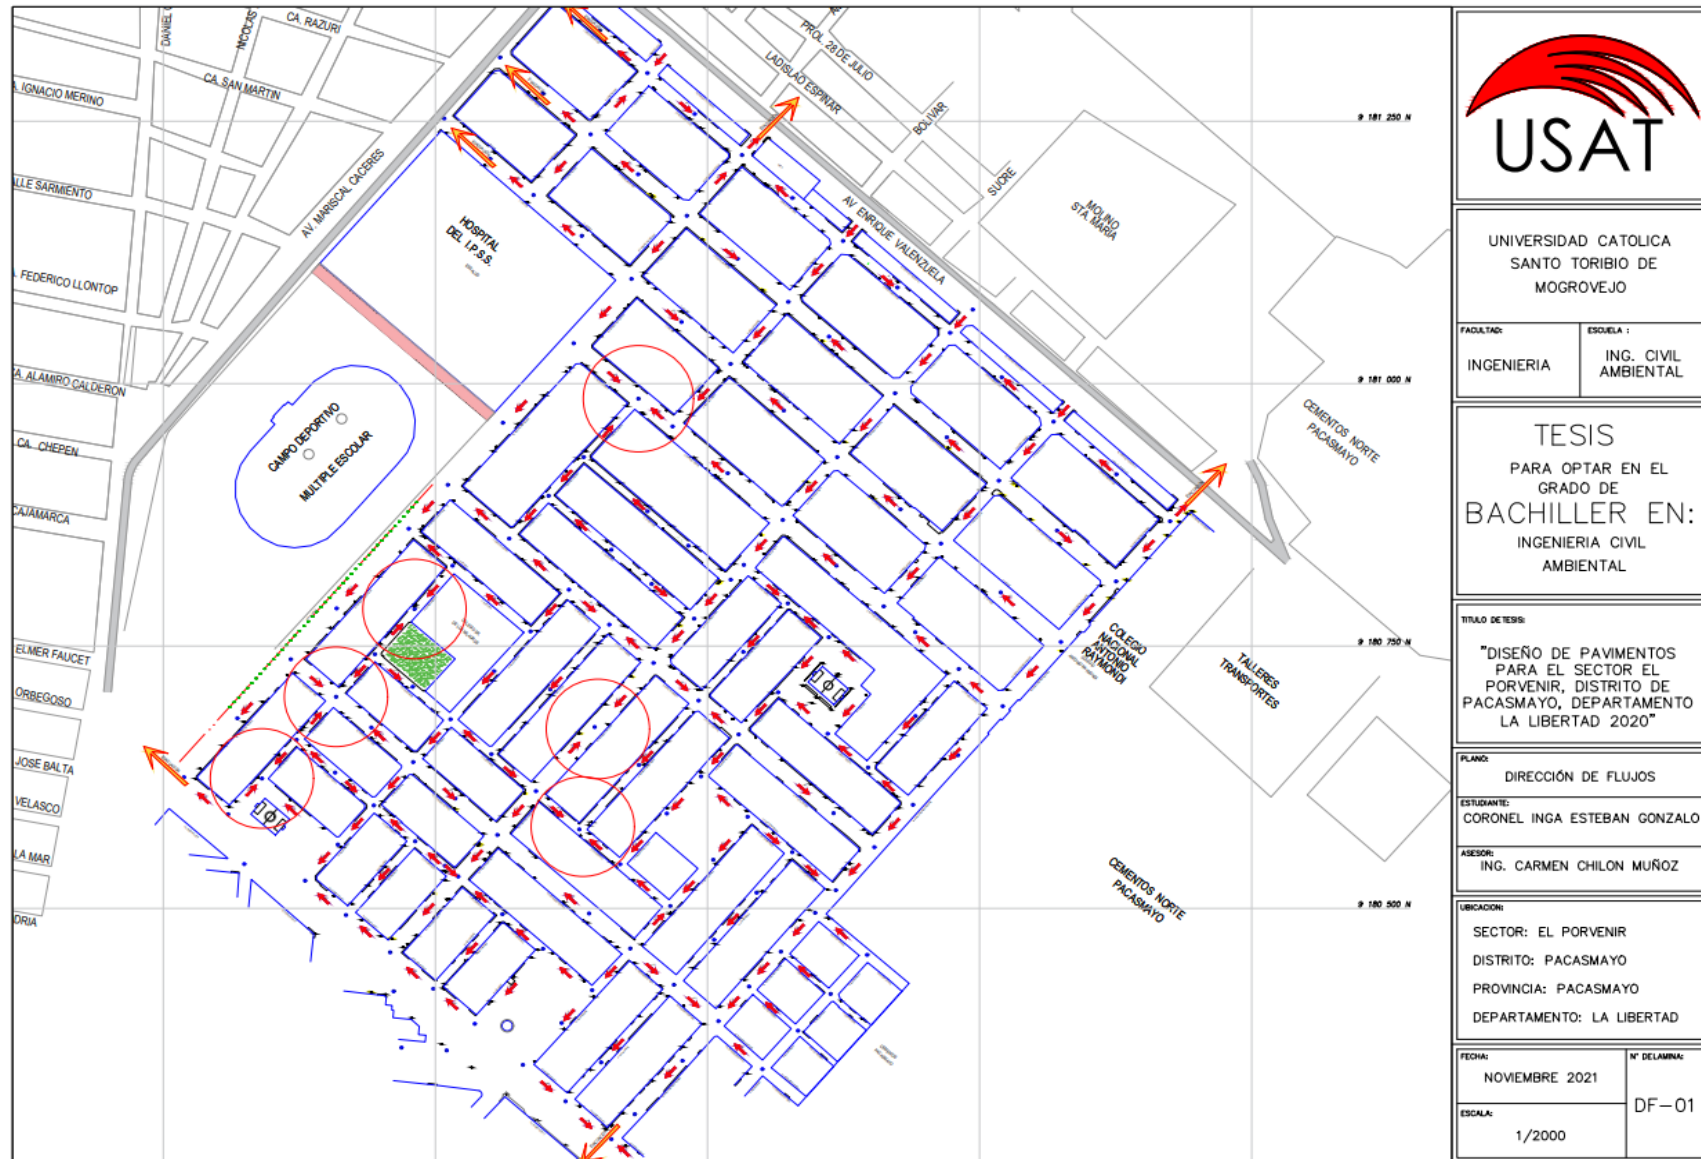 DANIEL
NICOLAS
CA. RAZURI
CA. SAN MARTIN
IGNACIO MERINO
SARMIENTO
AV. MARISCAL CACERES
FEDERICO LLONTOP
ALAMIRO CALDERON
CA. CHEPEN
CAJAMARCA
ELMER FAUCET
ORBEGOSO
JOSE BALTA
VELASCO
LA MAR
DRIA
PROL. 28 DE JULIO
LADISLAO ESPINAR
BOLIVAR
SUCRE
AV ENRIQUE VALENZUELA
MOLINO
STA. MARIA
HOSPITAL
DEL I.P.S.S.
CAMPO DEPORTIVO
MULTIPLE ESCOLAR
CEMENTOS NORTE
PACASMAYO
COLEGIO
NACIONAL
ANTONIO
RAYMONDI
TALLERES
TRANSPORTES
CEMENTOS NORTE
PACASMAYO
9 181 250 N
9 181 000 N
9 180 750 N
9 180 500 N
USAT
UNIVERSIDAD CATOLICA
SANTO TORIBIO DE
MOGROVEJO
FACULTAD:
INGENIERIA
ESCUELA :
ING. CIVIL
AMBIENTAL
TESIS
PARA OPTAR EN EL
GRADO DE
BACHILLER EN:
INGENIERIA CIVIL
AMBIENTAL
TITULO DE TESIS:
"DISEÑO DE PAVIMENTOS
PARA EL SECTOR EL
PORVENIR, DISTRITO DE
PACASMAYO, DEPARTAMENTO
LA LIBERTAD 2020"
PLANO:
DIRECCIÓN DE FLUJOS
ESTUDIANTE:
CORONEL INGA ESTEBAN GONZALO
ASESOR:
ING. CARMEN CHILON MUÑOZ
UBICACION:
SECTOR: EL PORVENIR
DISTRITO: PACASMAYO
PROVINCIA: PACASMAYO
DEPARTAMENTO: LA LIBERTAD
FECHA:
NOVIEMBRE 2021
ESCALA:
1/2000
N° DE LAMINA:
DF-01